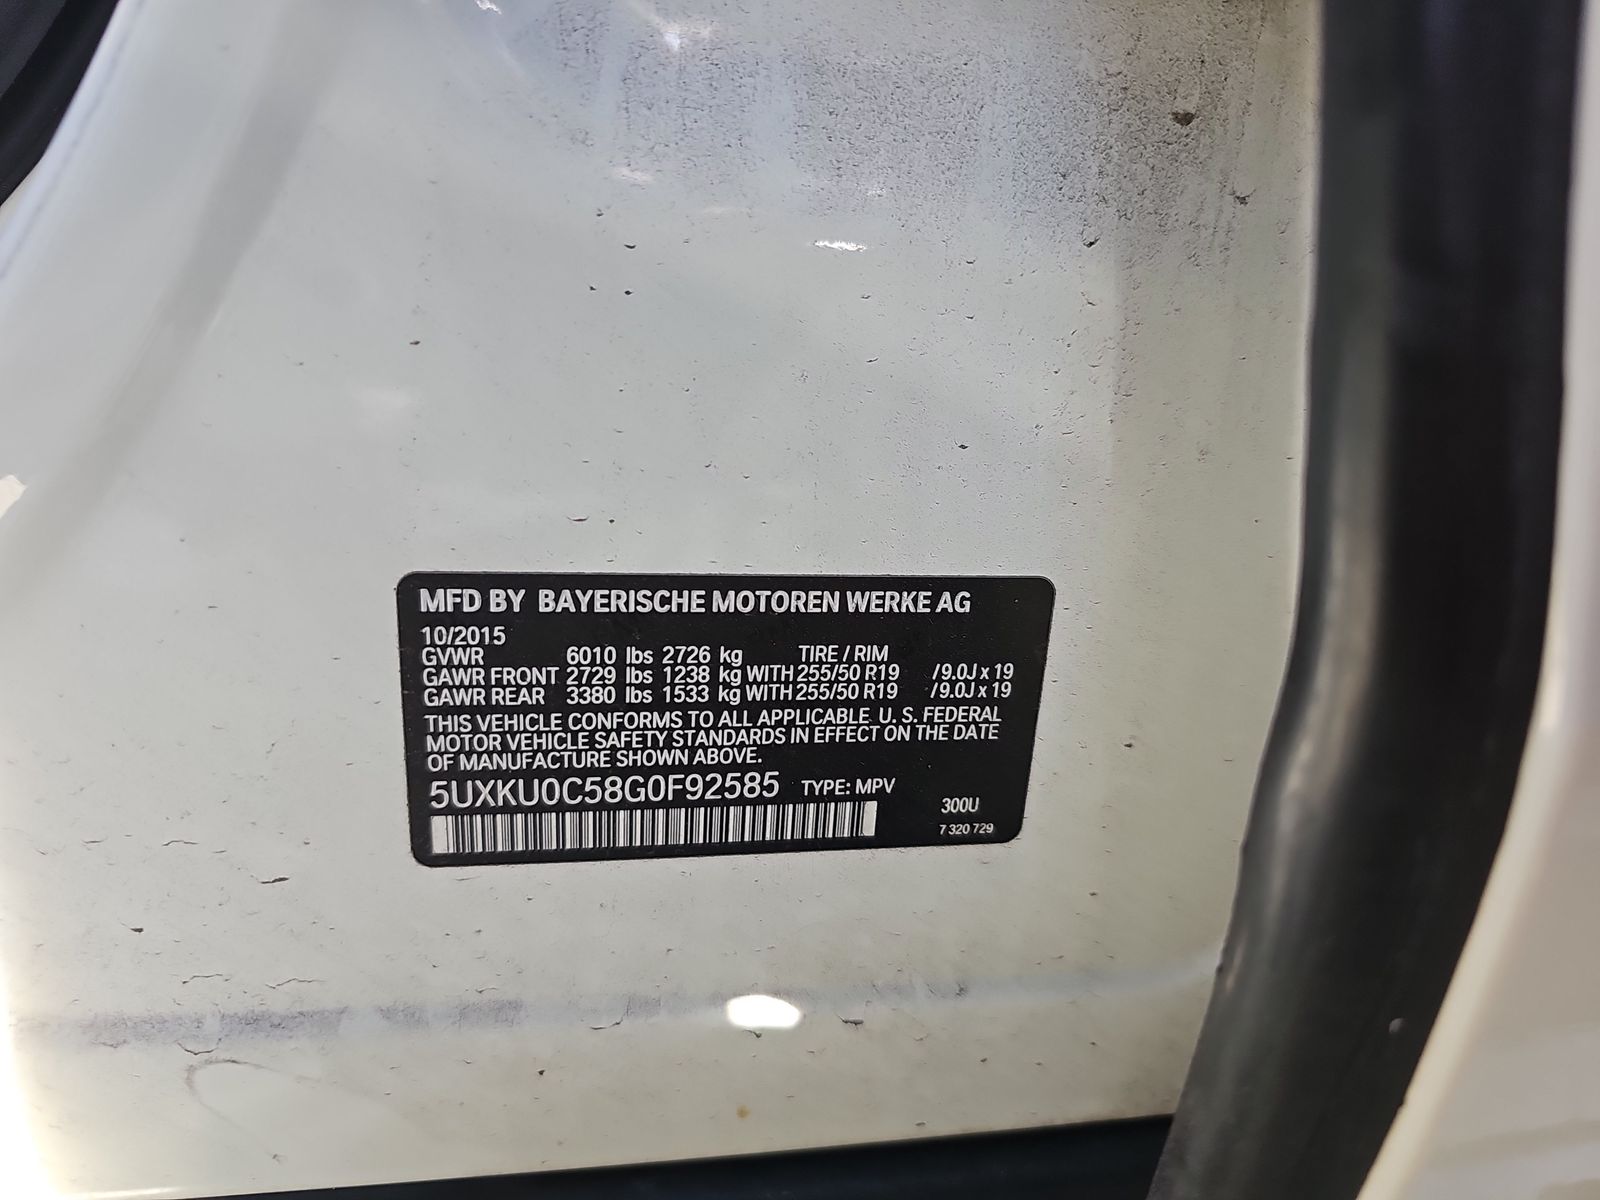 MFD BY BAYERISCHE MOTOREN WERKE AG
10/2015
GVWR 6010 lbs 2726 kg TIRE / RIM
GAWR FRONT 2729 lbs 1238 kg WITH 255/50 R19 /9.0J x 19
GAWR REAR 3380 lbs 1533 kg WITH 255/50 R19 /9.0J x 19
THIS VEHICLE CONFORMS TO ALL APPLICABLE U. S. FEDERAL
MOTOR VEHICLE SAFETY STANDARDS IN EFFECT ON THE DATE
OF MANUFACTURE SHOWN ABOVE.
5UXKU0C58G0F92585 TYPE: MPV
300U
7 320 729